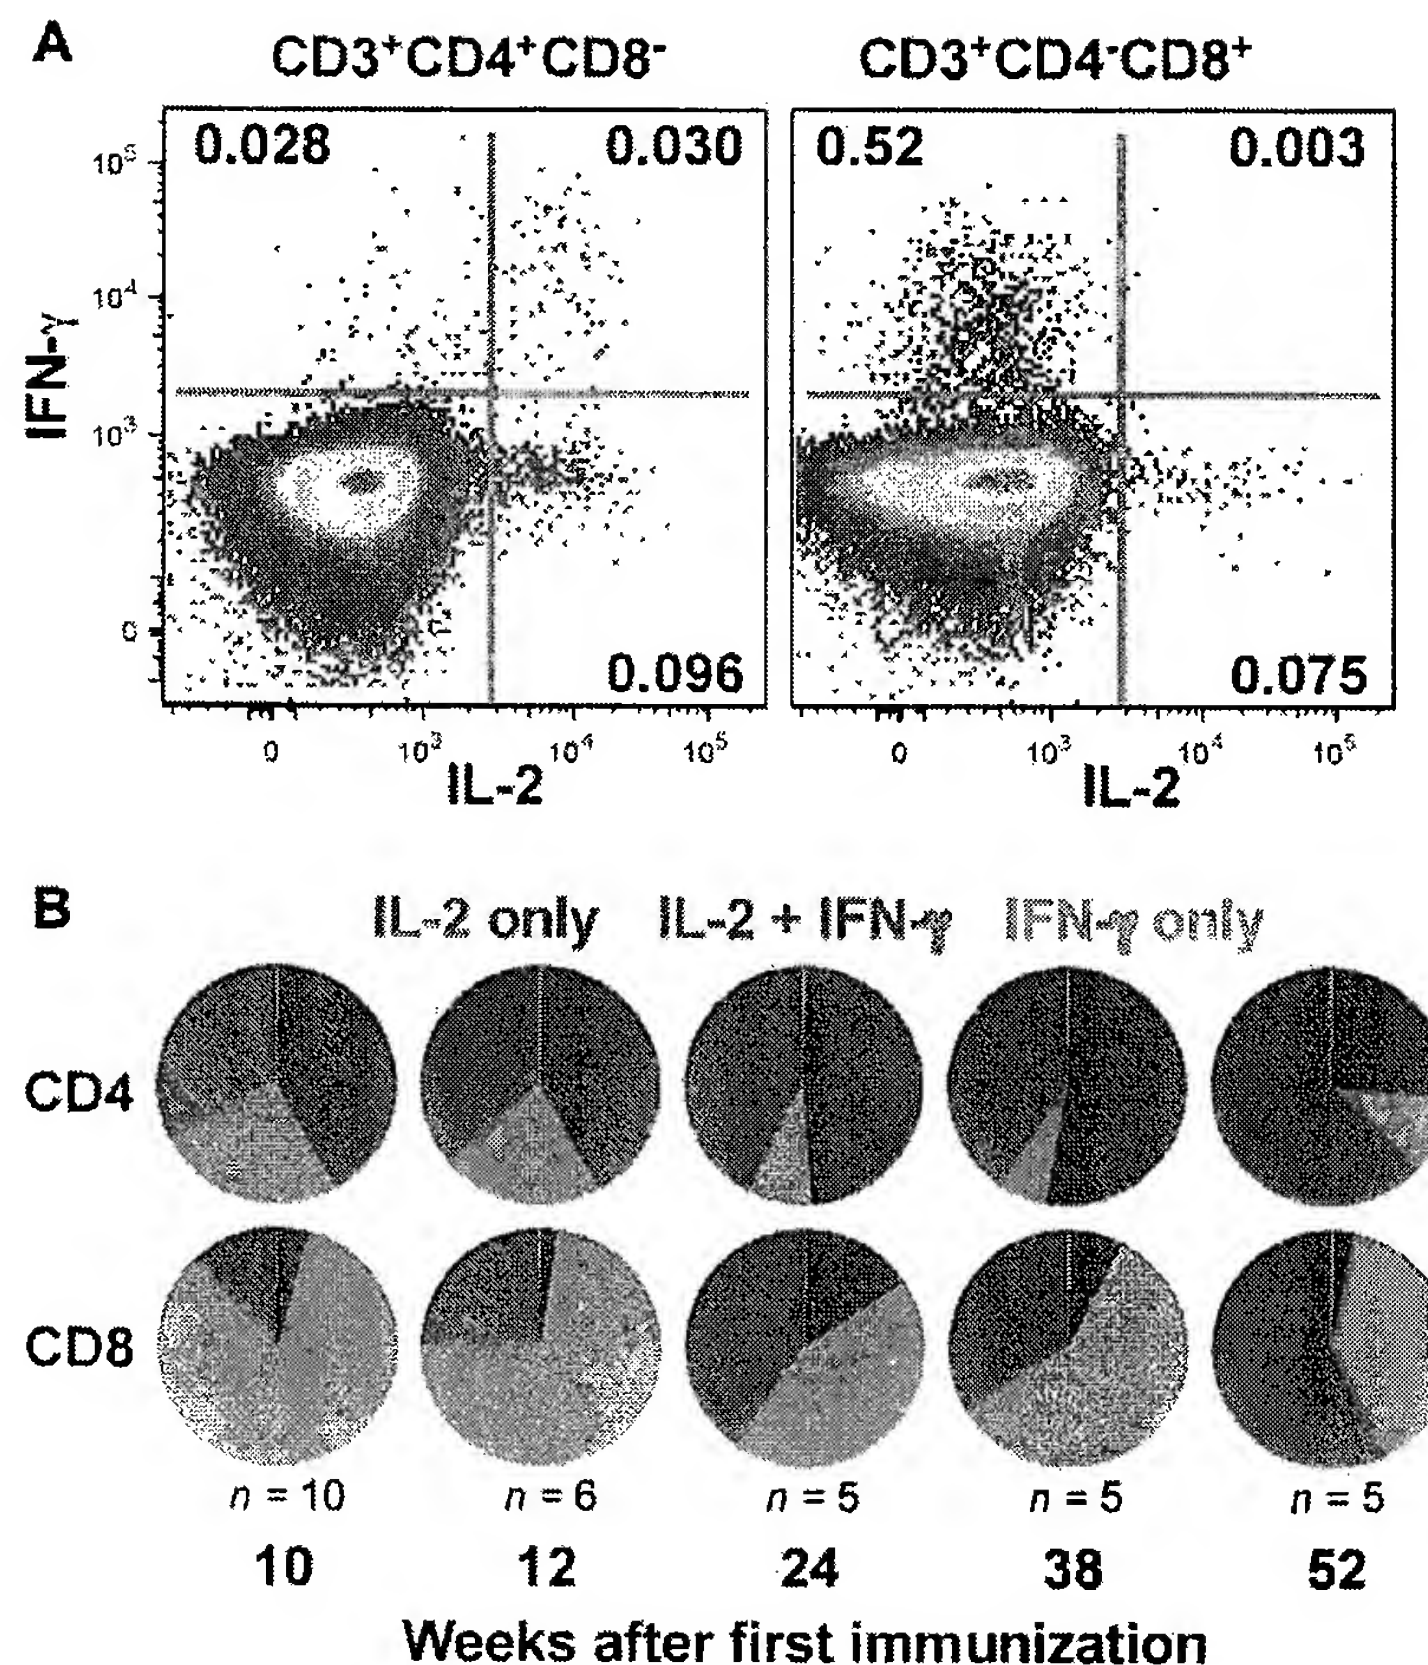 A
CD3⁺CD4⁺CD8⁻ CD3⁺CD4⁻CD8⁺
0.028 0.030 0.52 0.003
10⁵
10⁴
10³
0
IFN-γ
0.096 0.075
0 10³ 10⁴ 10⁵ 0 10³ 10⁴ 10⁵
IL-2 IL-2
B
IL-2 only IL-2 + IFN-γ IFN-γ only
CD4
CD8
n = 10 n = 6 n = 5 n = 5 n = 5
10 12 24 38 52
Weeks after first immunization